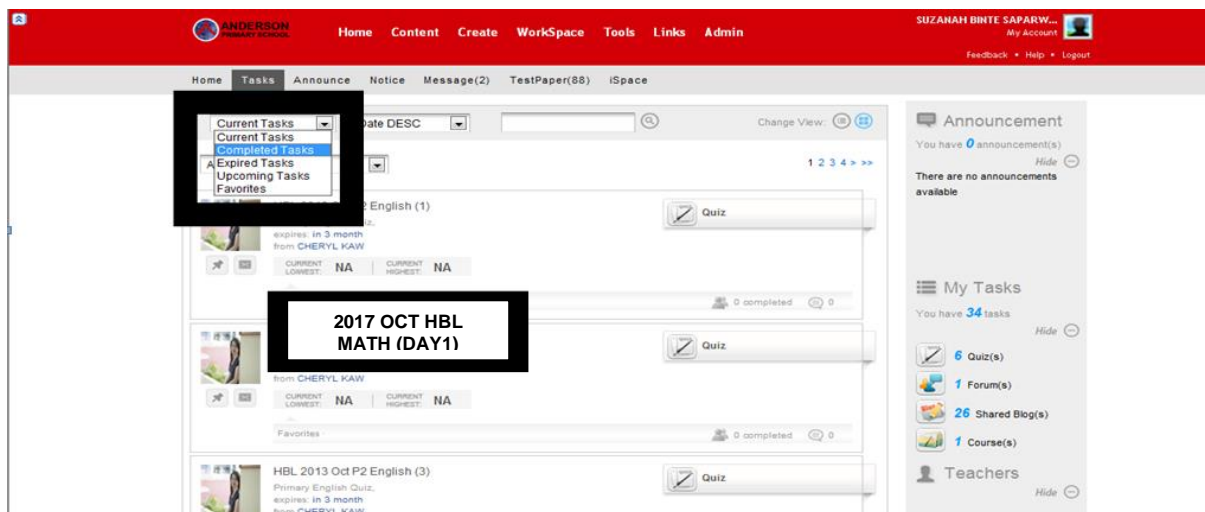 ANDERSON
PRIMARY SCHOOL
Home Content Create WorkSpace Tools Links Admin
SUZANAH BINTE SAPARW...
My Account
Feedback • Help • Logout
Home Tasks Announce Notice Message(2) TestPaper(88) iSpace
Current Tasks
Date DESC
Change View:
Current Tasks
Completed Tasks
Expired Tasks
Upcoming Tasks
Favorites
1 2 3 4 > >>
P2 English (1)
expires: in 3 month
from CHERYL KAW
Quiz
CURRENT LOWEST: NA | CURRENT HIGHEST: NA
0 completed 0
2017 OCT HBL
MATH (DAY1)
Quiz
from CHERYL KAW
CURRENT LOWEST: NA | CURRENT HIGHEST: NA
Favorites
0 completed 0
HBL 2013 Oct P2 English (3)
Primary English Quiz,
expires: in 3 month
from CHERYL KAW
Quiz
Announcement
You have 0 announcement(s)
Hide
There are no announcements
available
My Tasks
You have 34 tasks
Hide
6 Quiz(s)
1 Forum(s)
26 Shared Blog(s)
1 Course(s)
Teachers
Hide